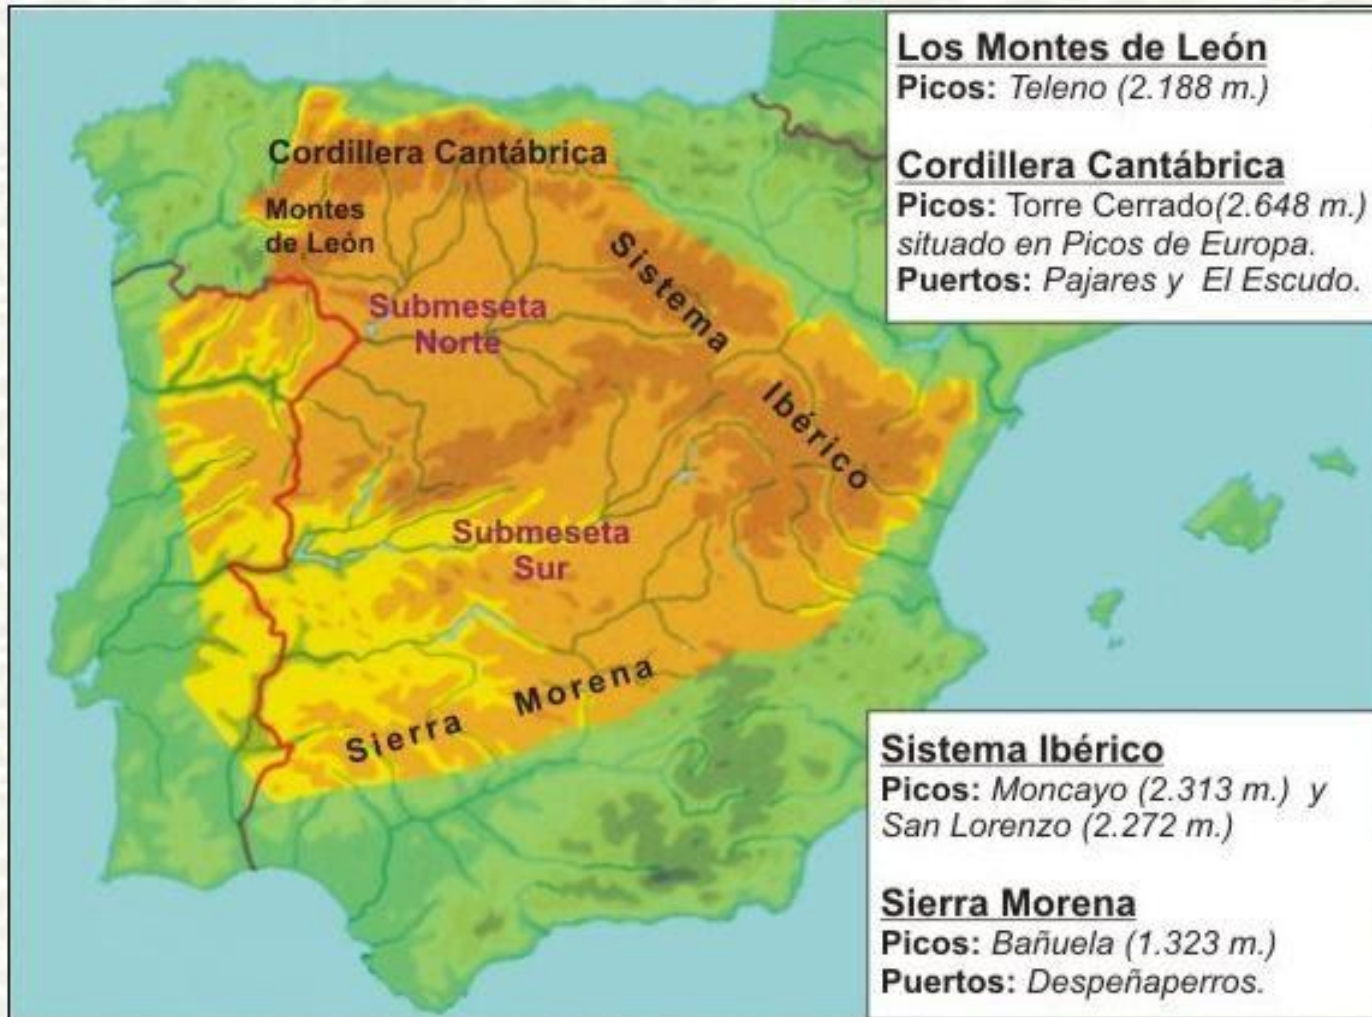 Los Montes de León
Picos: Teleno (2.188 m.)
Cordillera Cantábrica
Picos: Torre Cerrado(2.648 m.)
situado en Picos de Europa.
Puertos: Pajares y El Escudo.
Cordillera Cantábrica
Montes
de León
Sistema Ibérico
Submeseta
Norte
Submeseta
Sur
Sierra Morena
Sistema Ibérico
Picos: Moncayo (2.313 m.) y
San Lorenzo (2.272 m.)
Sierra Morena
Picos: Bañuela (1.323 m.)
Puertos: Despeñaperros.